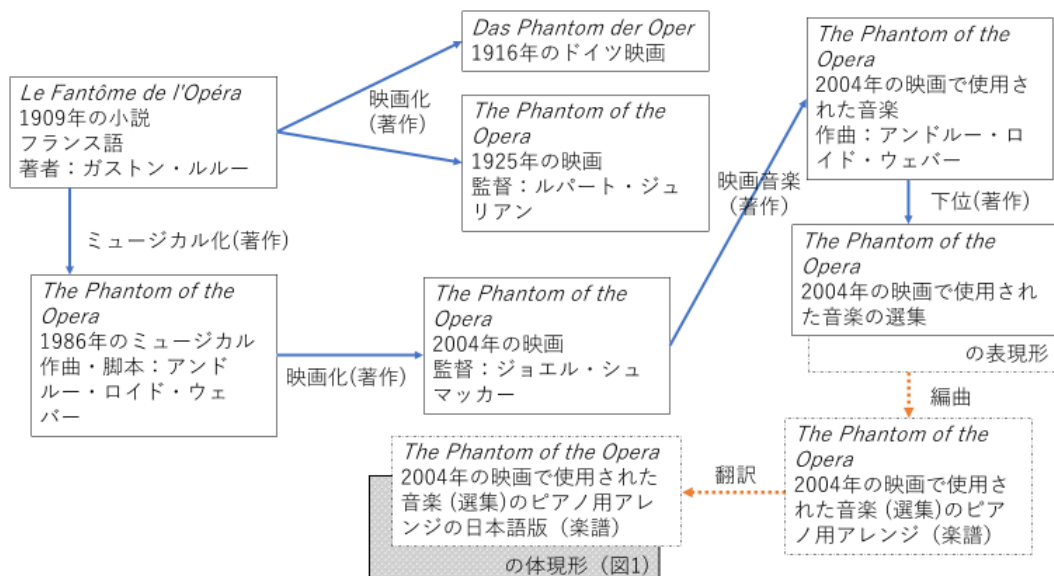 Le Fantôme de l'Opéra
1909年の小説
フランス語
著者：ガストン・ルルー
映画化
(著作)
Das Phantom der Oper
1916年のドイツ映画
The Phantom of the
Opera
1925年の映画
監督：ルパート・ジュ
リアン
ミュージカル化(著作)
The Phantom of the
Opera
1986年のミュージカル
作曲・脚本：アンド
ルー・ロイド・ウェ
バー
映画化(著作)
The Phantom of the
Opera
2004年の映画
監督：ジョエル・シュ
マッカー
映画音楽
（著作）
The Phantom of the
Opera
2004年の映画で使用さ
れた音楽
作曲：アンドルー・ロ
イド・ウェバー
下位(著作)
The Phantom of the
Opera
2004年の映画で使用され
た音楽の選集
の表現形
編曲
The Phantom of the
Opera
2004年の映画で使用さ
れた音楽 (選集)のピア
ノ用アレンジ（楽譜）
翻訳
The Phantom of the Opera
2004年の映画で使用された
音楽 (選集)のピアノ用アレ
ンジの日本語版（楽譜）
の体現形（図1）